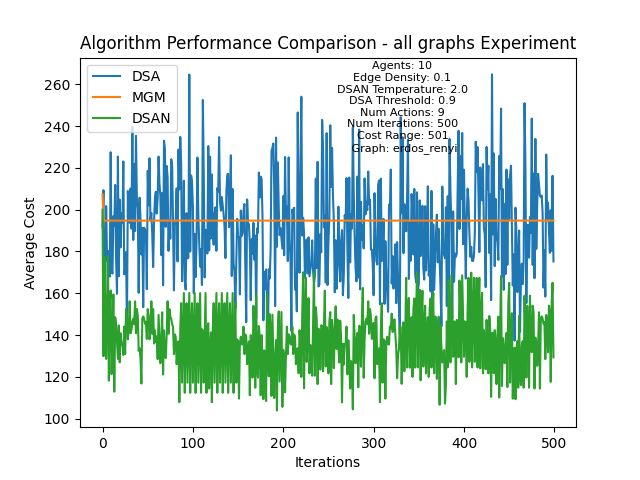 Algorithm Performance Comparison - all graphs Experiment
DSA
MGM
DSAN
Agents: 10
Edge Density: 0.1
DSAN Temperature: 2.0
DSA Threshold: 0.9
Num Actions: 9
Num Iterations: 500
Cost Range: 501
Graph: erdos_renyi
Average Cost
260
240
220
200
180
160
140
120
100
0
100
200
300
400
500
Iterations